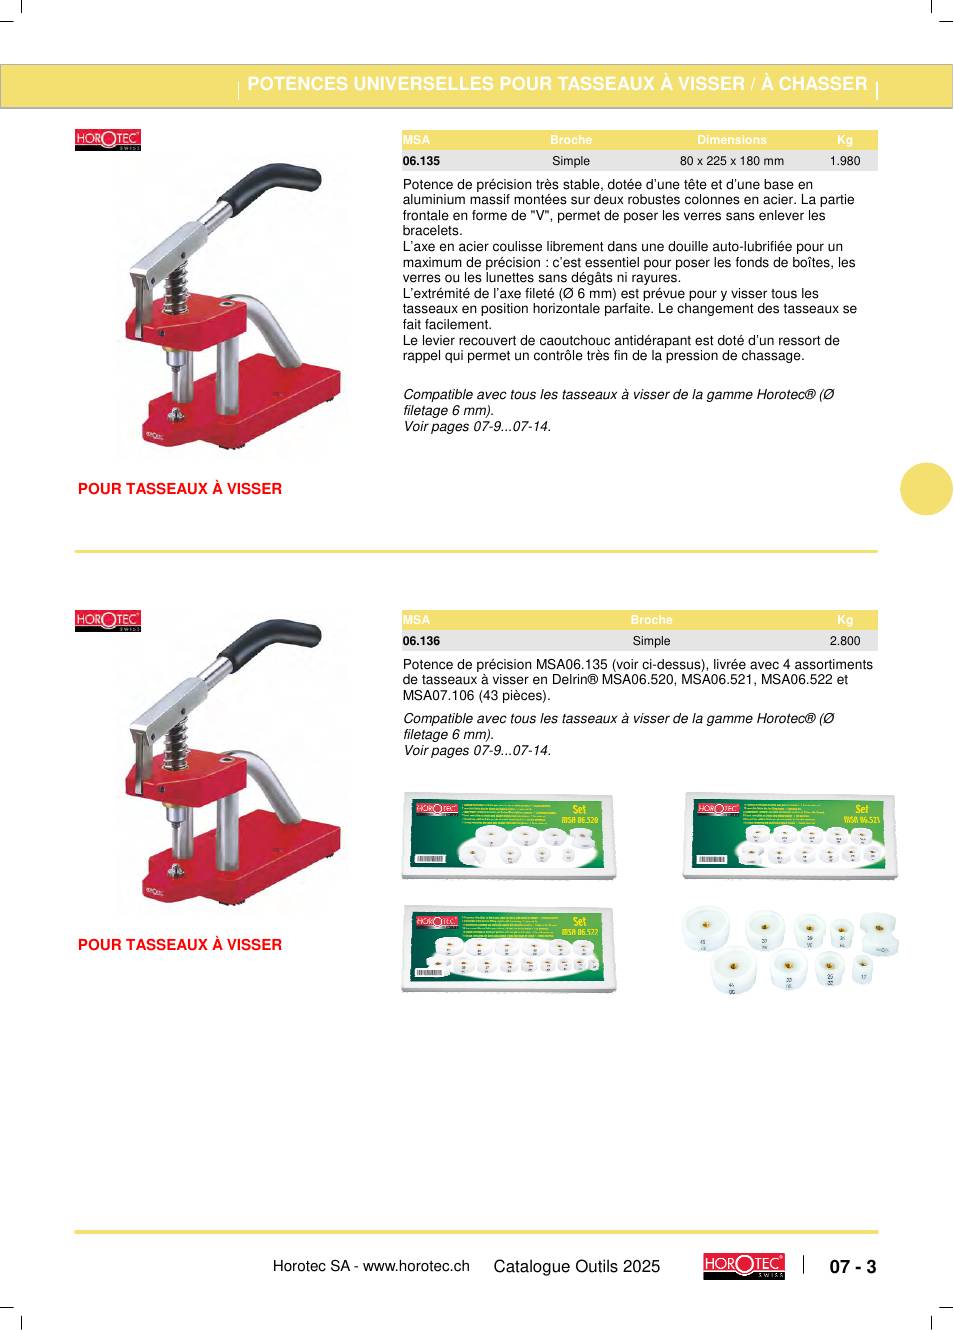 POTENCES UNIVERSELLES POUR TASSEAUX À VISSER / À CHASSER
HOROTEC®
SWISS
MSA Broche Dimensions Kg
06.135 Simple 80 x 225 x 180 mm 1.980
Potence de précision très stable, dotée d’une tête et d’une base en
aluminium massif montées sur deux robustes colonnes en acier. La partie
frontale en forme de "V", permet de poser les verres sans enlever les
bracelets.
L’axe en acier coulisse librement dans une douille auto-lubrifiée pour un
maximum de précision : c’est essentiel pour poser les fonds de boîtes, les
verres ou les lunettes sans dégâts ni rayures.
L’extrémité de l’axe fileté (Ø 6 mm) est prévue pour y visser tous les
tasseaux en position horizontale parfaite. Le changement des tasseaux se
fait facilement.
Le levier recouvert de caoutchouc antidérapant est doté d’un ressort de
rappel qui permet un contrôle très fin de la pression de chassage.
Compatible avec tous les tasseaux à visser de la gamme Horotec® (Ø
filetage 6 mm).
Voir pages 07-9...07-14.
POUR TASSEAUX À VISSER
HOROTEC®
SWISS
MSA Broche Kg
06.136 Simple 2.800
Potence de précision MSA06.135 (voir ci-dessus), livrée avec 4 assortiments
de tasseaux à visser en Delrin® MSA06.520, MSA06.521, MSA06.522 et
MSA07.106 (43 pièces).
Compatible avec tous les tasseaux à visser de la gamme Horotec® (Ø
filetage 6 mm).
Voir pages 07-9...07-14.
HOROTEC
Set
MSA 06.520
HOROTEC
Set
MSA 06.521
HOROTEC
Set
MSA 06.522
POUR TASSEAUX À VISSER
Horotec SA - www.horotec.ch Catalogue Outils 2025
HOROTEC®
SWISS
07 - 3